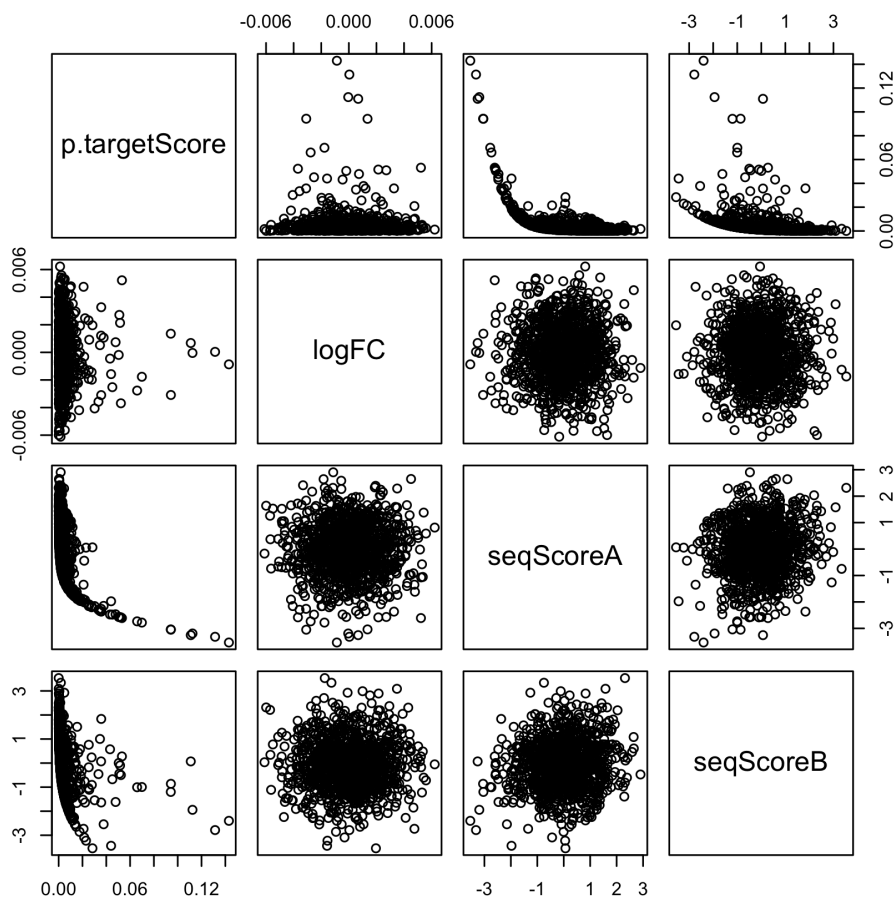 -0.006 0.000 0.006 -3 -1 1 3
p.targetScore
0.00 0.06 0.12
-0.006 0.000 0.006
logFC
seqScoreA
-3 -1 1 2 3
seqScoreB
-3 -1 1 3
0.00 0.06 0.12 -3 -1 1 2 3